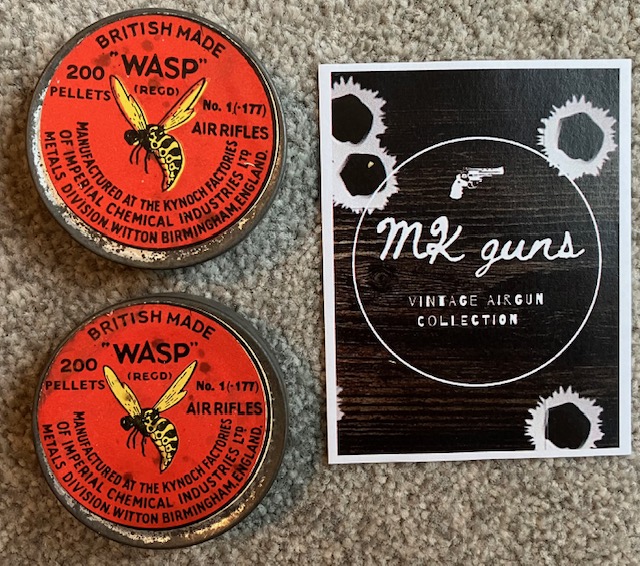 BRITISH MADE
"WASP"
(REGD)
200
PELLETS
No. 1 (·177)
AIR RIFLES
MANUFACTURED AT THE KYNOCH FACTORIES
OF IMPERIAL CHEMICAL INDUSTRIES LTD
METALS DIVISION, WITTON BIRMINGHAM, ENGLAND.
BRITISH MADE
"WASP"
(REGD)
200
PELLETS
No. 1 (·177)
AIR RIFLES
MANUFACTURED AT THE KYNOCH FACTORIES
OF IMPERIAL CHEMICAL INDUSTRIES LTD
METALS DIVISION, WITTON BIRMINGHAM, ENGLAND.
MK guns
VINTAGE AIRGUN
COLLECTION